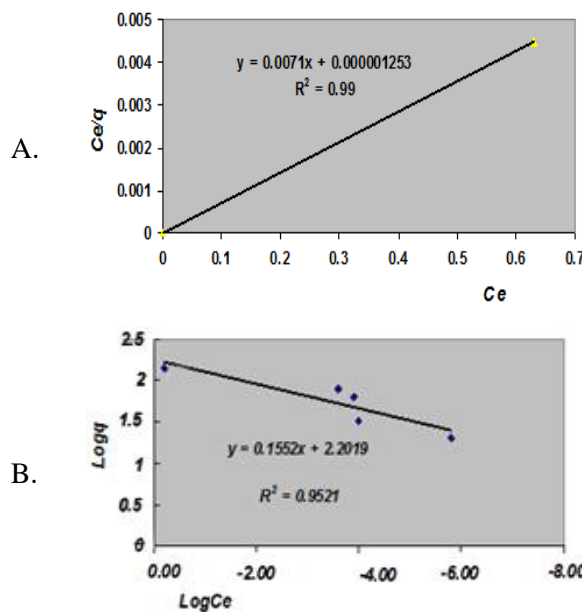 A.
Ce/q
0.005
0.004
0.003
0.002
0.001
0
y = 0.0071x + 0.000001253
R² = 0.99
0 0.1 0.2 0.3 0.4 0.5 0.6 0.7
Ce
B.
Logq
2.5
2
1.5
1
0.5
0
y = 0.1552x + 2.2019
R² = 0.9521
0.00 -2.00 -4.00 -6.00 -8.00
LogCe